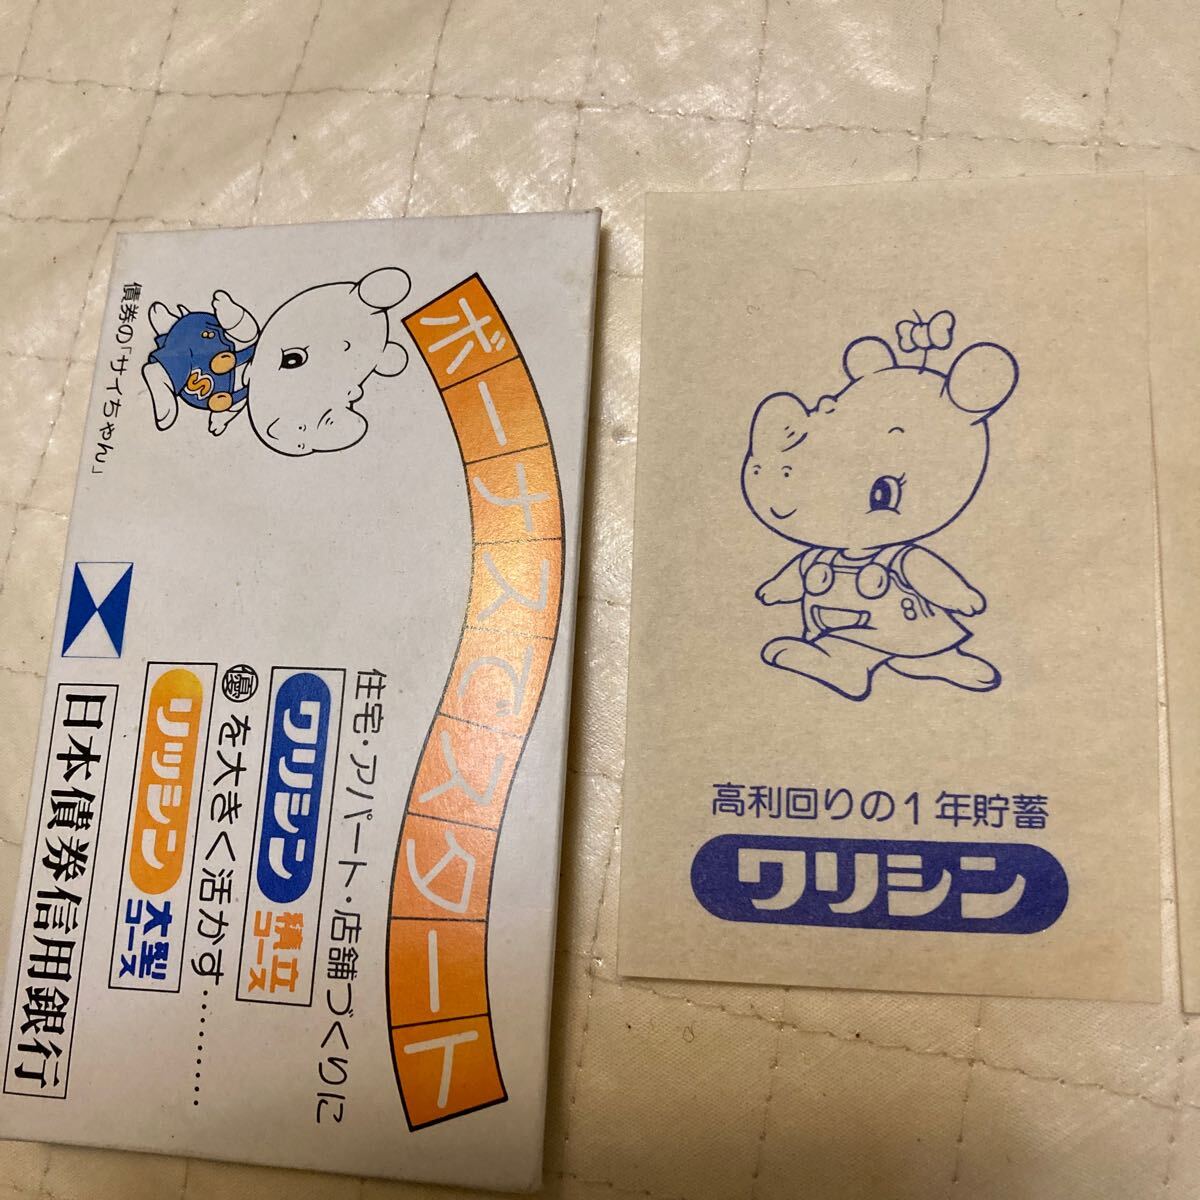 ボーナスでスタート
債券の「サイちゃん」
S
8
住宅・アパート・店舗づくりに
ワリシン 積立コース
優を大きく活かす………
リッシン 大型コース
日本債券信用銀行
8
高利回りの1年貯蓄
ワリシン